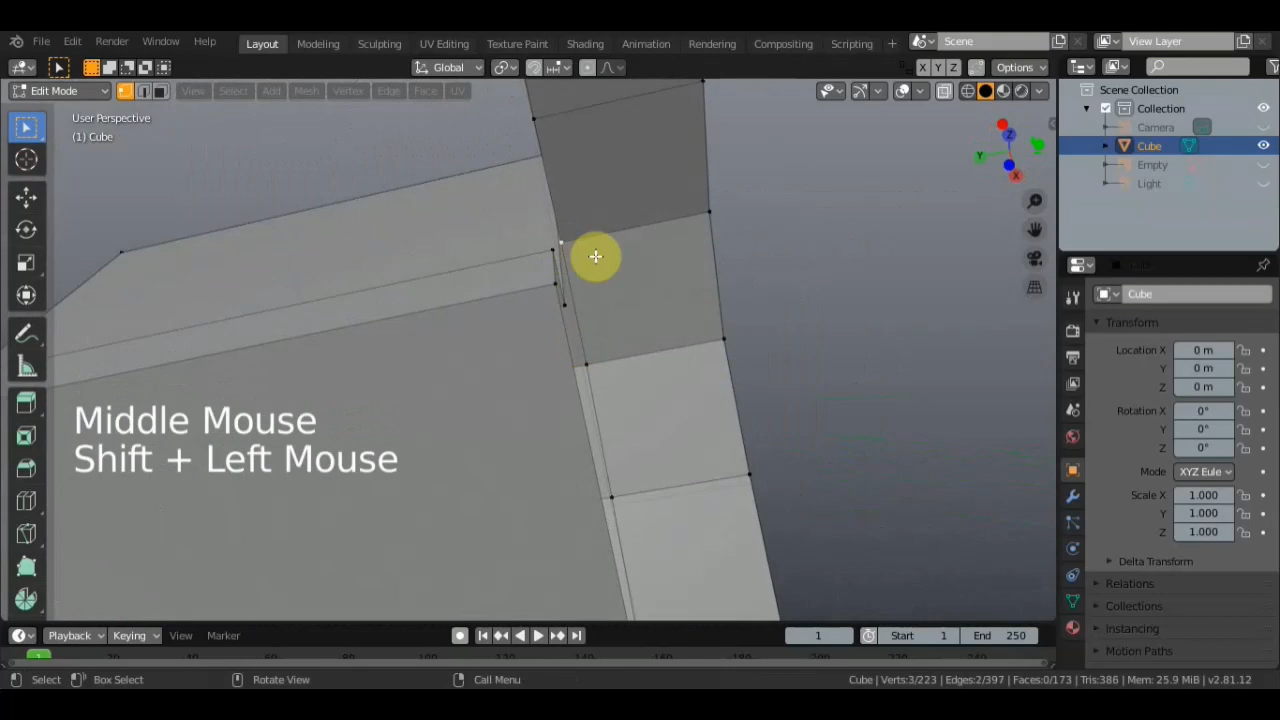 File Edit Render Window Help Layout Modeling Sculpting UV Editing Texture Paint Shading Animation Rendering Compositing Scripting + Scene View Layer
Global X Y Z Options
Edit Mode View Select Add Mesh Vertex Edge Face UV
User Perspective
(1) Cube
Z
Y
X
Scene Collection
Collection
Camera
Cube
Empty
Light
Cube
Cube
Transform
Location X 0 m
Y 0 m
Z 0 m
Rotation X 0°
Y 0°
Z 0°
Mode XYZ Eule
Scale X 1.000
Y 1.000
Z 1.000
Delta Transform
Relations
Collections
Instancing
Motion Paths
Middle Mouse
Shift + Left Mouse
Playback Keying View Marker 1 Start 1 End 250
Select Box Select Rotate View Call Menu Cube | Verts:3/223 | Edges:2/397 | Faces:0/173 | Tris:386 | Mem: 25.9 MiB | v2.81.12